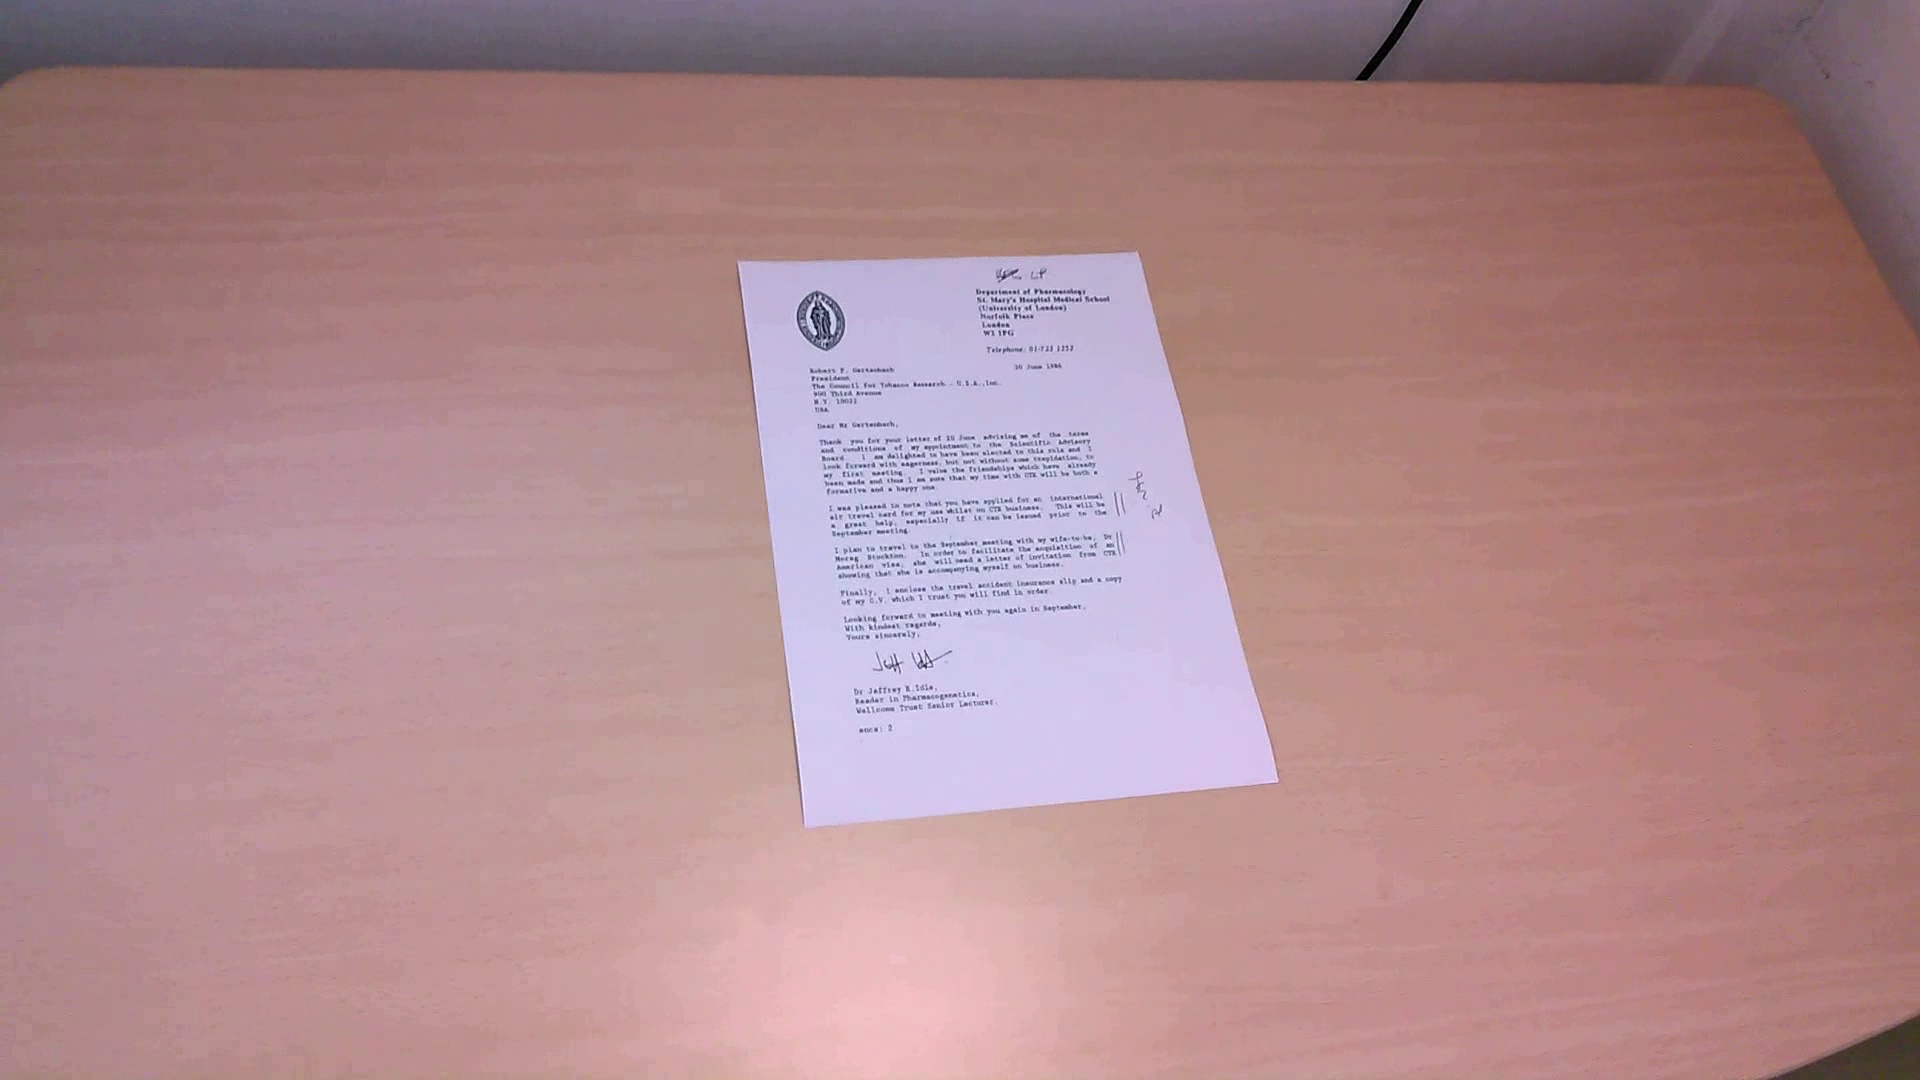 Department of Pharmacology
St. Mary's Hospital Medical School
(University of London)
Norfolk Place
London
W2 1PG
Telephone: 01-723 1252
30 June 1986
Robert F. Gertenbach
President
The Council for Tobacco Research - U.S.A.,Inc.
900 Third Avenue
N.Y. 10022
USA
Dear Mr Gertenbach,
Thank you for your letter of 20 June advising me of the terms
and conditions of my appointment to the Scientific Advisory
Board. I am delighted to have been elected to this role and I
look forward with eagerness, but not without some trepidation, to
my first meeting. I value the friendships which have already
been made and thus I am sure that my time with CTR will be both a
formative and a happy one.
I was pleased to note that you have applied for an international
air travel card for my use whilst on CTR business. This will be
a great help, especially if it can be issued prior to the
September meeting.
I plan to travel to the September meeting with my wife-to-be, Dr
Morag Stockton. In order to facilitate the acquisition of an
American visa, she will need a letter of invitation from CTR
showing that she is accompanying myself on business.
Finally, I enclose the travel accident insurance slip and a copy
of my C.V. which I trust you will find in order.
Looking forward to meeting with you again in September,
With kindest regards,
Yours sincerely,
Dr Jeffrey R.Idle,
Reader in Pharmacogenetics,
Wellcome Trust Senior Lecturer.
encs: 2